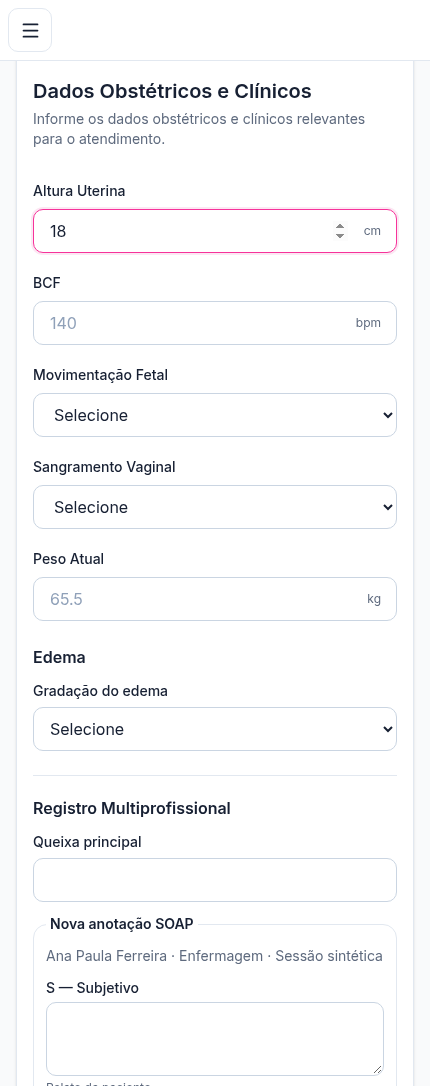 Dados Obstétricos e Clínicos
Informe os dados obstétricos e clínicos relevantes
para o atendimento.
Altura Uterina
18 cm
BCF
140 bpm
Movimentação Fetal
Selecione
Sangramento Vaginal
Selecione
Peso Atual
65.5 kg
Edema
Gradação do edema
Selecione
Registro Multiprofissional
Queixa principal
Nova anotação SOAP
Ana Paula Ferreira · Enfermagem · Sessão sintética
S — Subjetivo